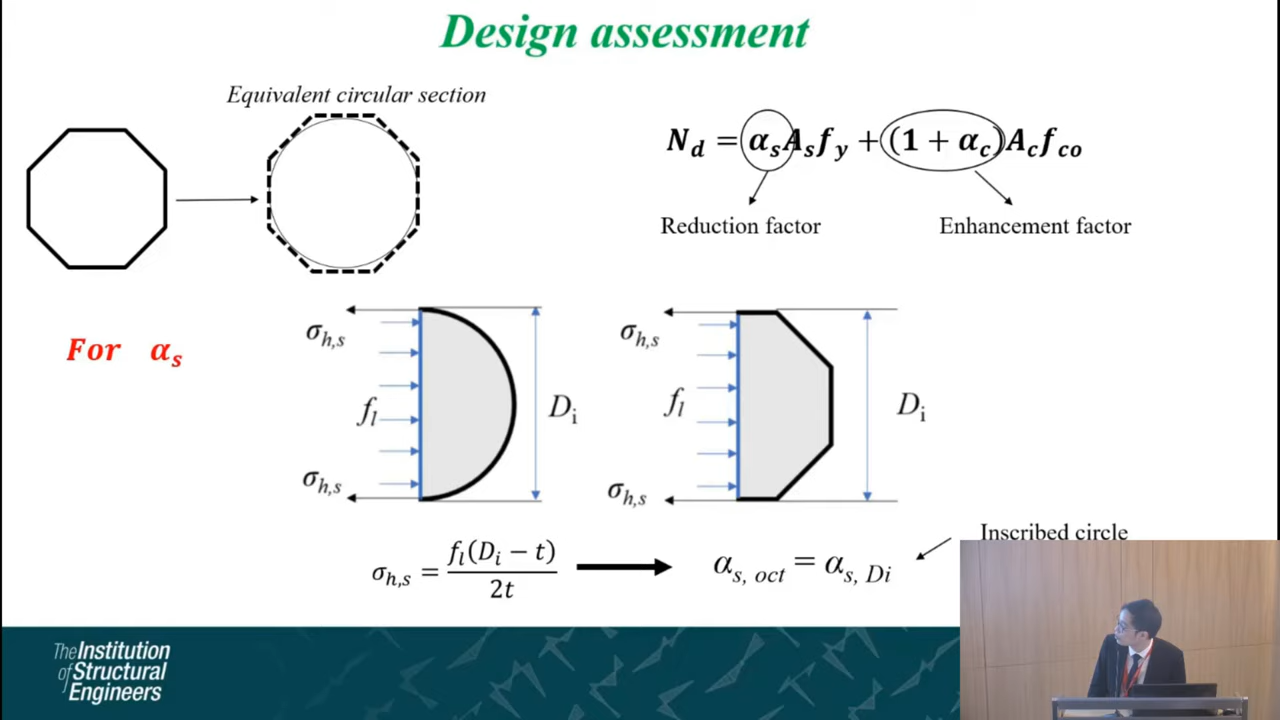 Design assessment
Equivalent circular section
N_d = α_s A_s f_y + (1 + α_c) A_c f_co
Reduction factor
Enhancement factor
For α_s
σ_h,s
f_l
σ_h,s
D_i
σ_h,s
f_l
σ_h,s
D_i
σ_h,s = f_l(D_i − t) / 2t
α_s, oct = α_s, Di
Inscribed circle
The Institution
of Structural
Engineers